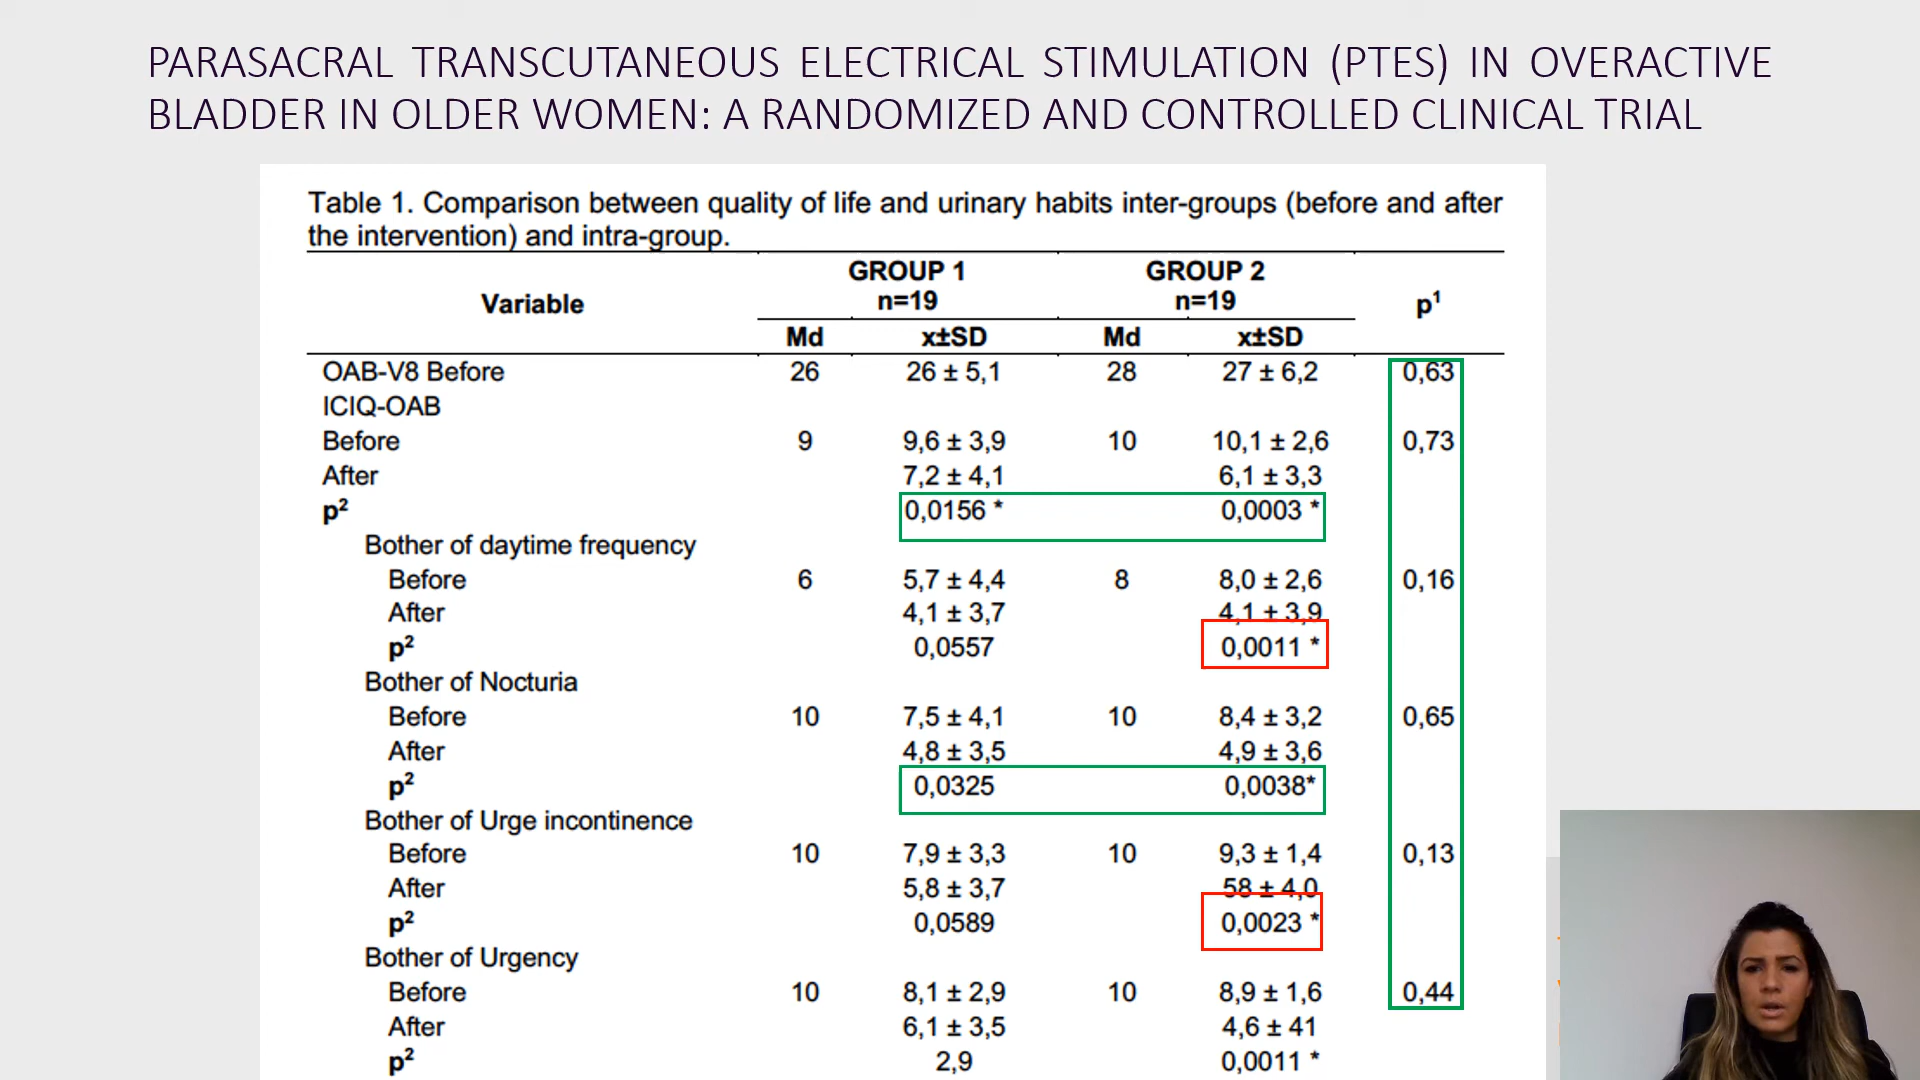 PARASACRAL TRANSCUTANEOUS ELECTRICAL STIMULATION (PTES) IN OVERACTIVE
BLADDER IN OLDER WOMEN: A RANDOMIZED AND CONTROLLED CLINICAL TRIAL
Table 1. Comparison between quality of life and urinary habits inter-groups (before and after
the intervention) and intra-group.
Variable GROUP 1 n=19 GROUP 2 n=19 p¹
Md x±SD Md x±SD
OAB-V8 Before 26 26 ± 5,1 28 27 ± 6,2 0,63
ICIQ-OAB
Before 9 9,6 ± 3,9 10 10,1 ± 2,6 0,73
After 7,2 ± 4,1 6,1 ± 3,3
p² 0,0156 * 0,0003 *
Bother of daytime frequency
Before 6 5,7 ± 4,4 8 8,0 ± 2,6 0,16
After 4,1 ± 3,7 4,1 ± 3,9
p² 0,0557 0,0011 *
Bother of Nocturia
Before 10 7,5 ± 4,1 10 8,4 ± 3,2 0,65
After 4,8 ± 3,5 4,9 ± 3,6
p² 0,0325 0,0038*
Bother of Urge incontinence
Before 10 7,9 ± 3,3 10 9,3 ± 1,4 0,13
After 5,8 ± 3,7 58 ± 4,0
p² 0,0589 0,0023 *
Bother of Urgency
Before 10 8,1 ± 2,9 10 8,9 ± 1,6 0,44
After 6,1 ± 3,5 4,6 ± 41
p² 2,9 0,0011 *